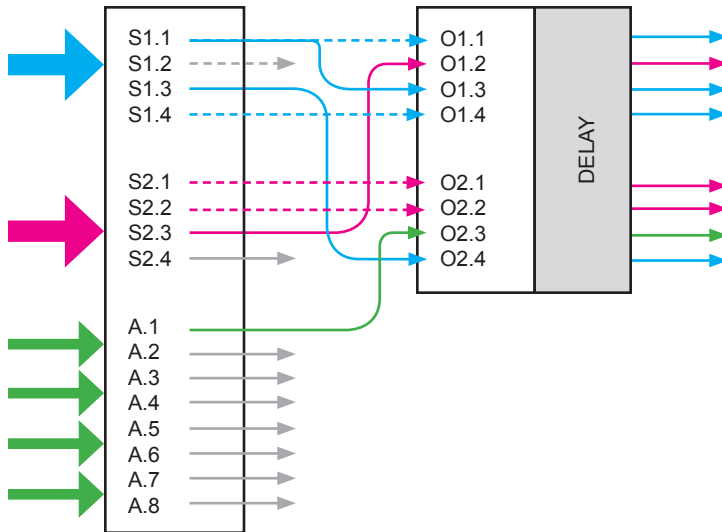 S1.1
S1.2
S1.3
S1.4
S2.1
S2.2
S2.3
S2.4
A.1
A.2
A.3
A.4
A.5
A.6
A.7
A.8
O1.1
O1.2
O1.3
O1.4
O2.1
O2.2
O2.3
O2.4
DELAY